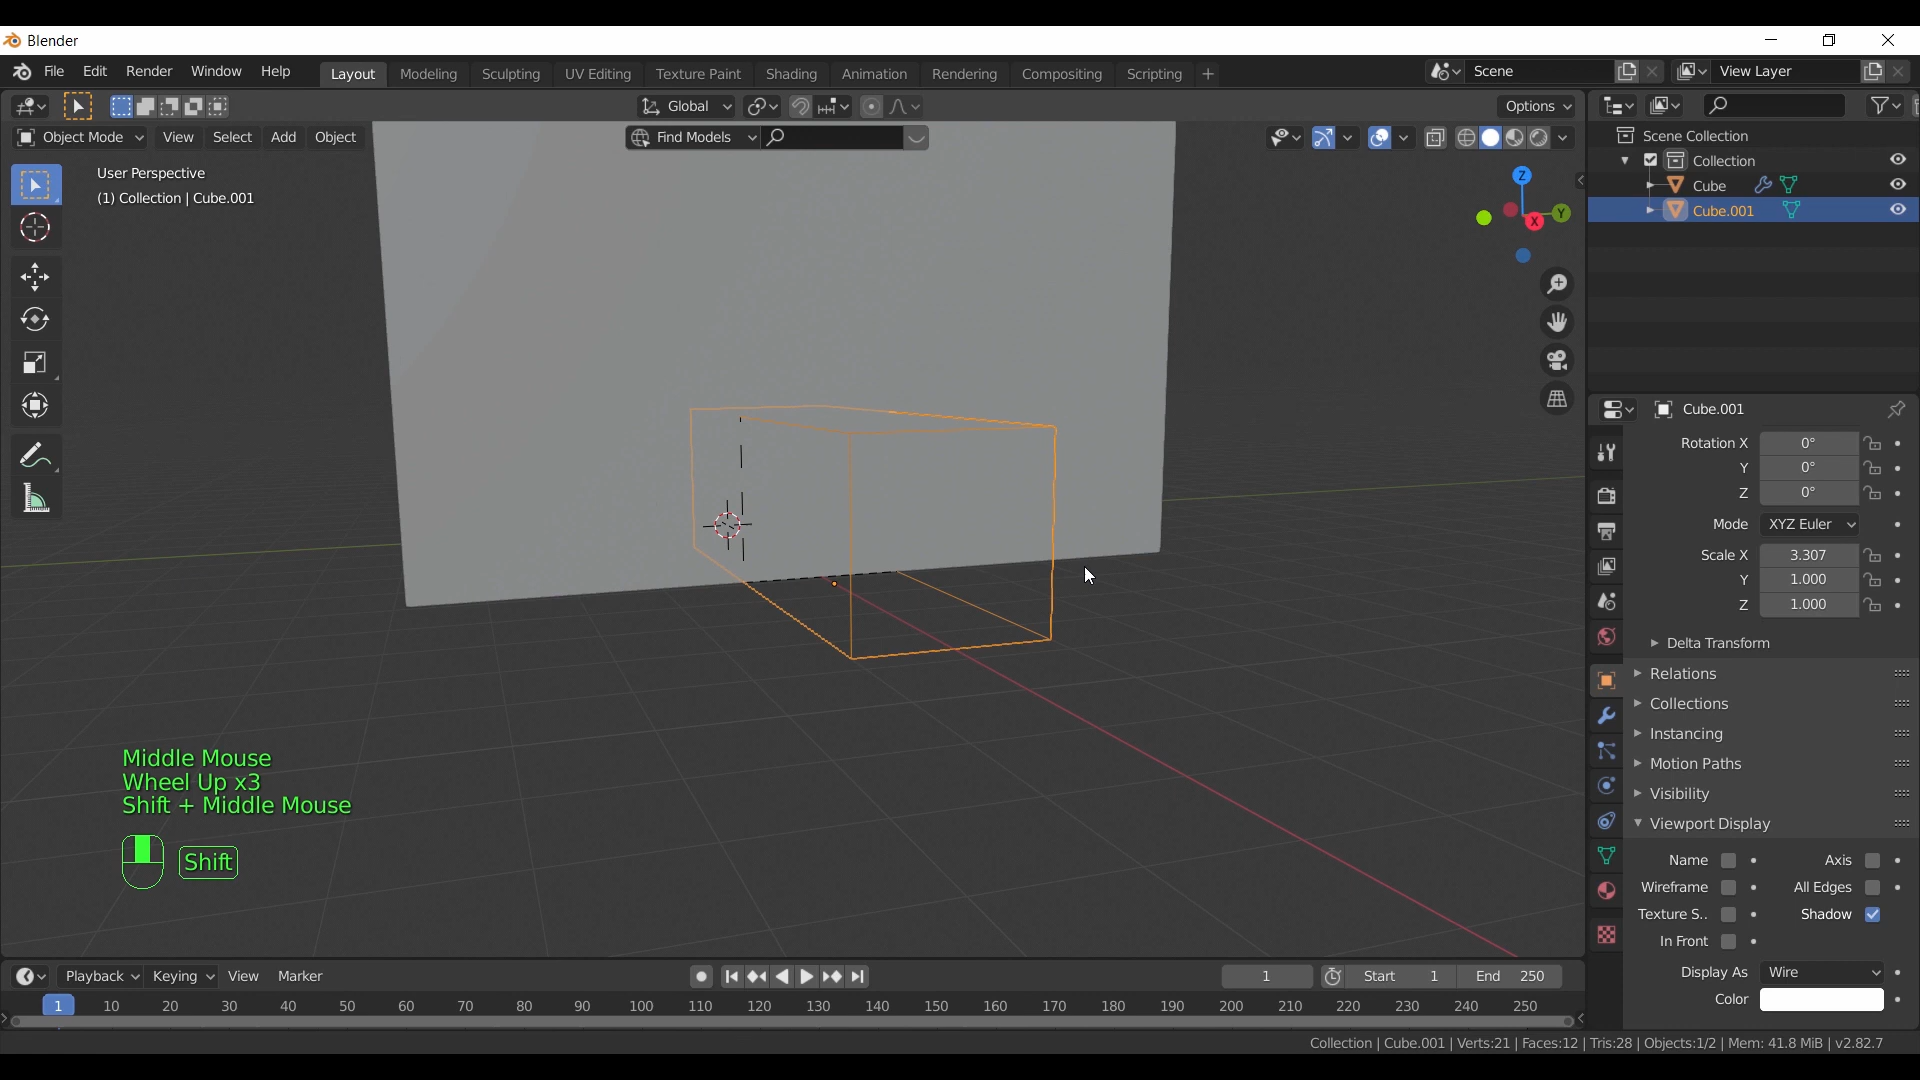 Blender
File Edit Render Window Help Layout Modeling Sculpting UV Editing Texture Paint Shading Animation Rendering Compositing Scripting + Scene View Layer
Global Options
Object Mode View Select Add Object Find Models
User Perspective
(1) Collection | Cube.001
Z
Y
X
Scene Collection
Collection
Cube
Cube.001
Cube.001
Rotation X 0°
Y 0°
Z 0°
Mode XYZ Euler
Scale X 3.307
Y 1.000
Z 1.000
Delta Transform
Relations
Collections
Instancing
Motion Paths
Visibility
Viewport Display
Name Axis
Wireframe All Edges
Texture S.. Shadow
In Front
Display As Wire
Color
Middle Mouse
Wheel Up x3
Shift + Middle Mouse
Shift
Playback Keying View Marker 1 Start 1 End 250
1 10 20 30 40 50 60 70 80 90 100 110 120 130 140 150 160 170 180 190 200 210 220 230 240 250
Collection | Cube.001 | Verts:21 | Faces:12 | Tris:28 | Objects:1/2 | Mem: 41.8 MiB | v2.82.7